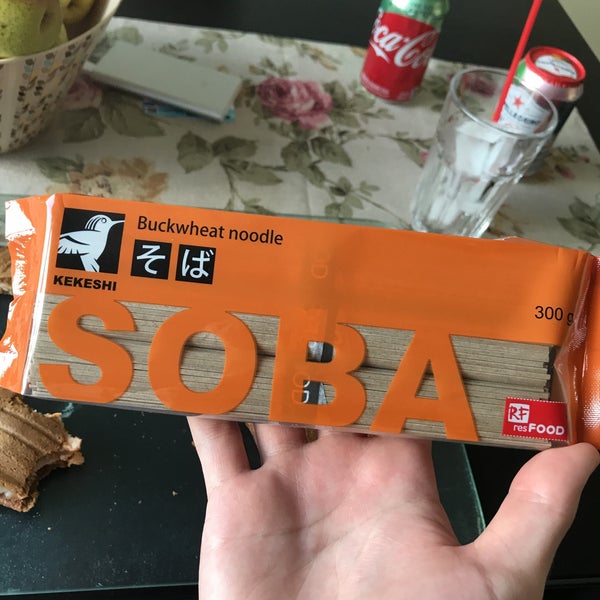 Coca-Cola
Buckwheat noodle
そば
KEKESHI
300 g
SOBA
RF
resFOOD